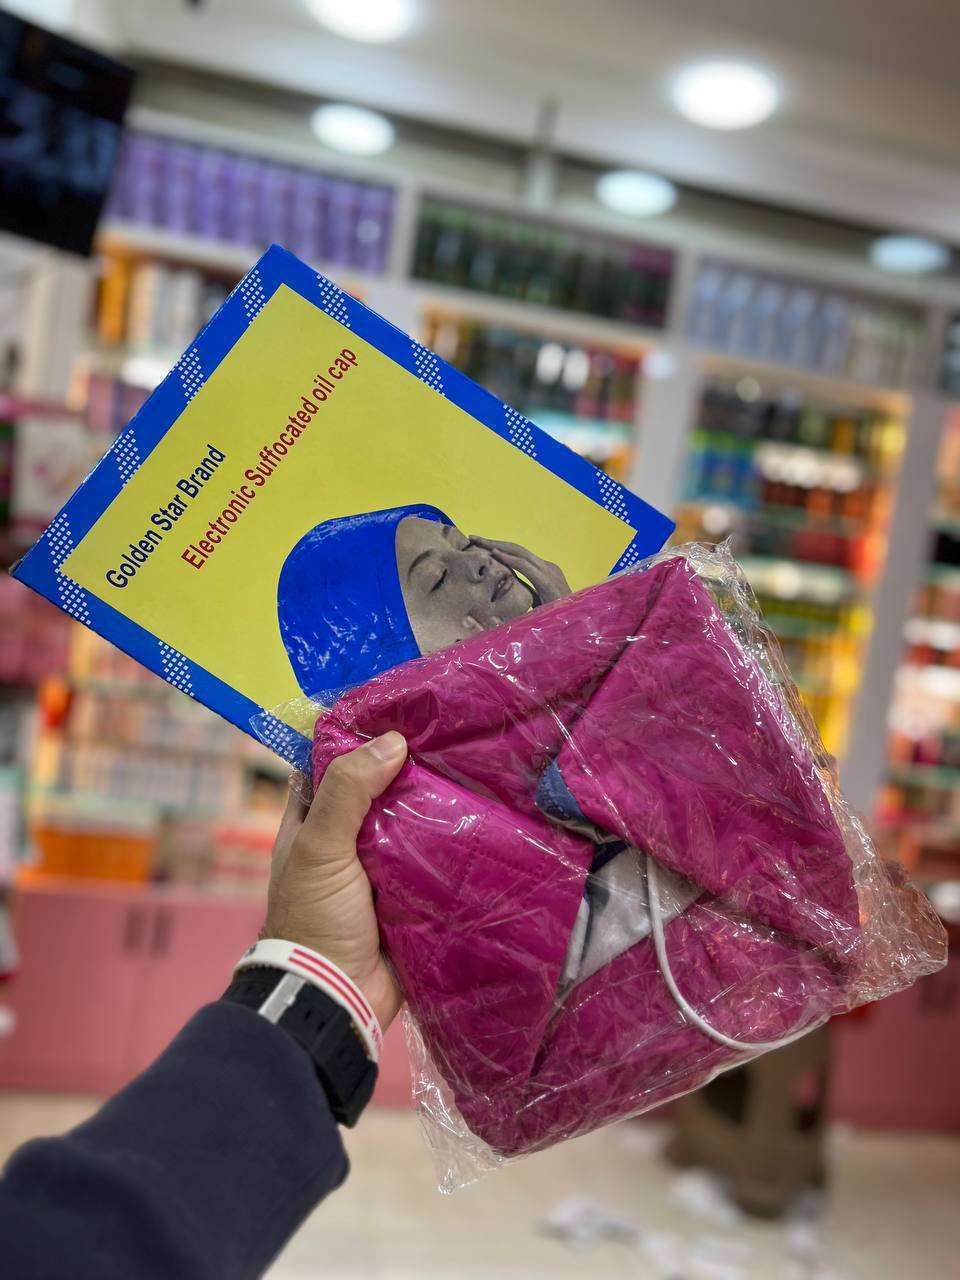 Golden Star Brand
Electronic Suffocated oil cap